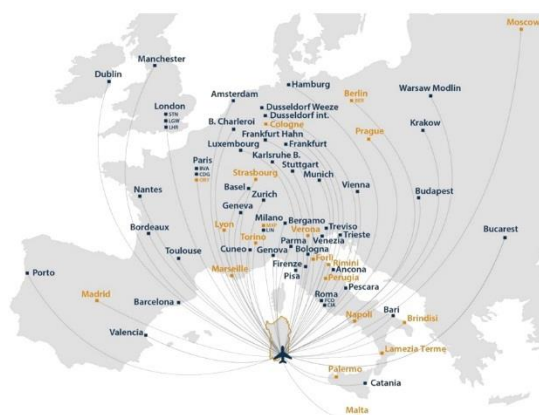 Moscow
Manchester
Dublin
Hamburg
Amsterdam
Berlin
SXF
Warsaw Modlin
London
STN
LGW
LHR
Dusseldorf Weeze
Dusseldorf int.
B. Charleroi
Cologne
Krakow
Frankfurt Hahn
Prague
Luxembourg
Frankfurt
Karlsruhe B.
Paris
BVA
CDG
ORY
Stuttgart
Strasbourg
Munich
Nantes
Basel
Vienna
Zurich
Budapest
Geneva
Milano
MXP
LIN
Bergamo
Lyon
Verona
Treviso
Bordeaux
Torino
Venezia
Trieste
Bucarest
Parma
Toulouse
Cuneo
Genova
Bologna
Forlì
Firenze
Rimini
Porto
Marseille
Pisa
Ancona
Perugia
Madrid
Pescara
Barcelona
Roma
FCO
CIA
Bari
Napoli
Brindisi
Valencia
Lamezia Terme
Palermo
Catania
Malta